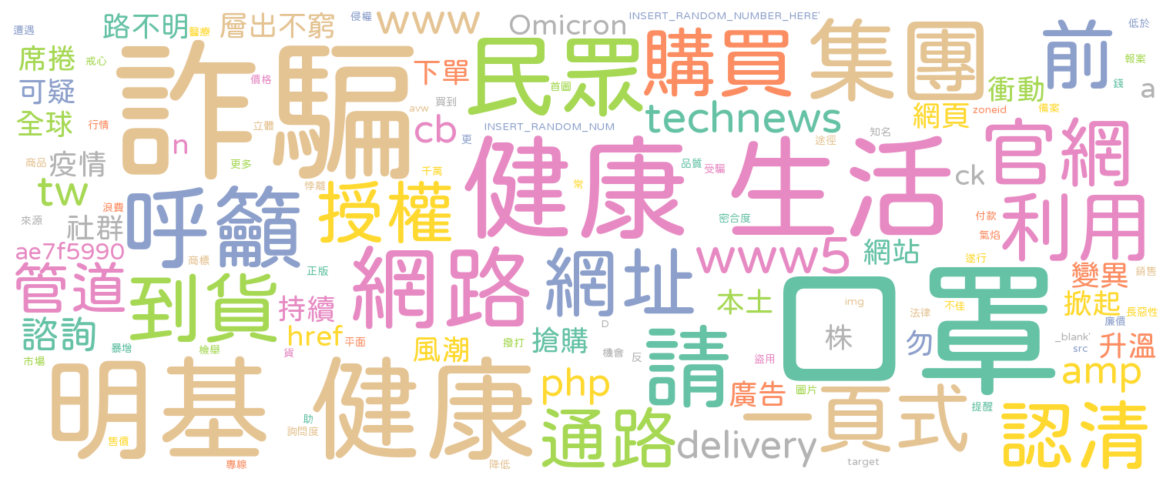 遭遇
路不明
醫療
層出不窮
侵權
www
Omicron
INSERT_RANDOM_NUMBER_HERE'
低於
席捲
戒心
詐騙
下單
民眾
購買
集團
前
報案
可疑
價格
首圖
衝動
錢
a
全球
行情
立體
avw
買到
technews
網頁
zoneid
備案
n
cb
更
INSERT_RANDOM_NUM
知名
途徑
官網
商品
疫情
更多
千萬
健康
生活
品質
受騙
ck
tw
悖離
常
浪費
呼籲
授權
密合度
付款
利用
來源
社群
氣焰
ae7f5990
商標
正版
網路
網址
www5
網站
遂行
變異
銷售
管道
到貨
持續
本土
口罩
img
法律
不佳
掀起
長惡性
諮詢
href
平面
D
撥打
搶購
請
株
勿
廉價
_blank'
src
升溫
市場
暴增
檢舉
貨
風潮
機會
反
盜用
明基
健康
php
廣告
圖片
一頁式
amp
提醒
助
詢問度
售價
通路
delivery
認清
專線
降低
target